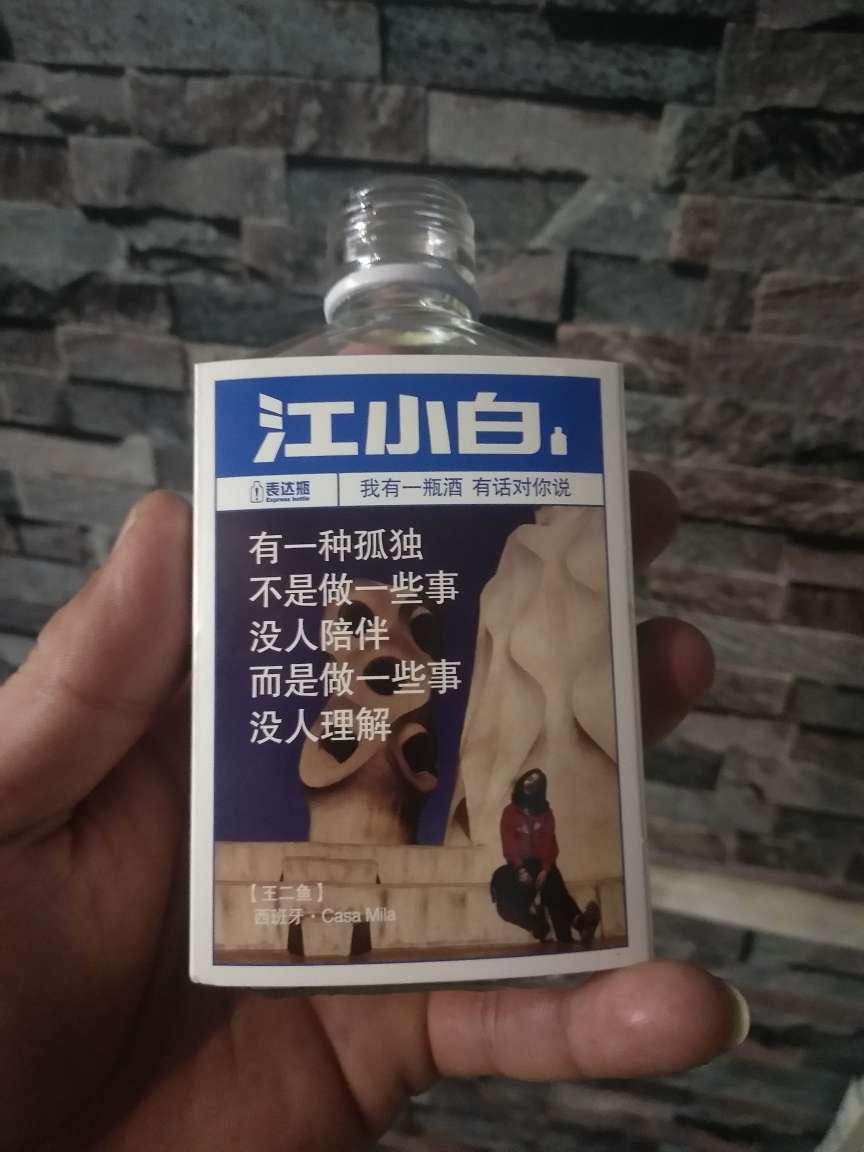 江小白
表达瓶
Express bottle
我有一瓶酒 有话对你说
有一种孤独
不是做一些事
没人陪伴
而是做一些事
没人理解
【王二鱼】
西班牙·Casa Mila